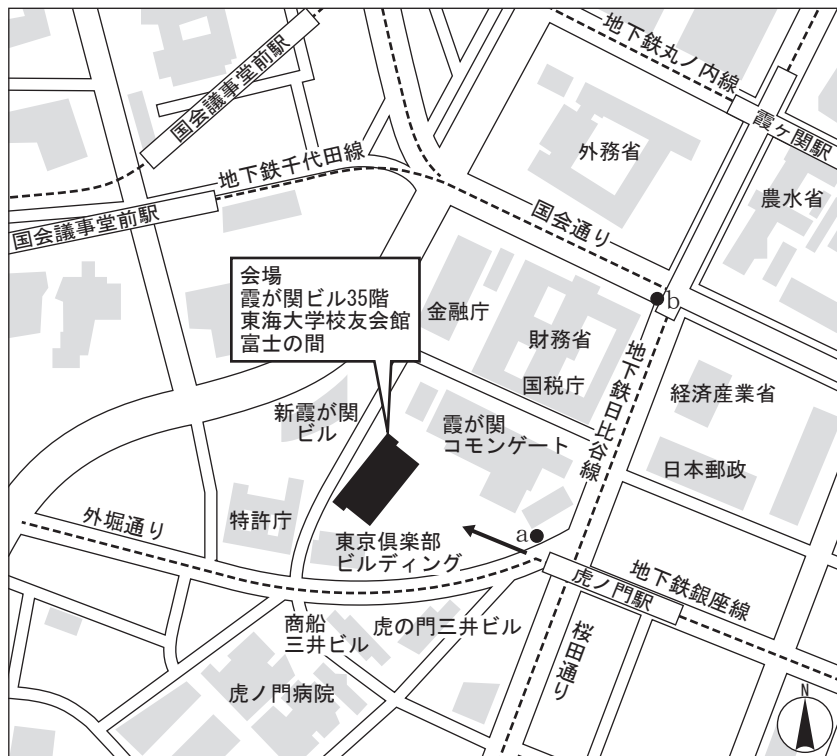 地下鉄丸ノ内線
国会議事堂前駅
霞ヶ関駅
外務省
地下鉄千代田線
農水省
国会議事堂前駅
国会通り
会場
霞が関ビル35階
東海大学校友会館
富士の間
b
金融庁
財務省
国税庁
地下鉄日比谷線
経済産業省
新霞が関
ビル
霞が関
コモンゲート
日本郵政
外堀通り
特許庁
a
東京倶楽部
ビルディング
虎ノ門駅
地下鉄銀座線
商船
三井ビル
虎の門三井ビル
桜田通り
虎ノ門病院
N